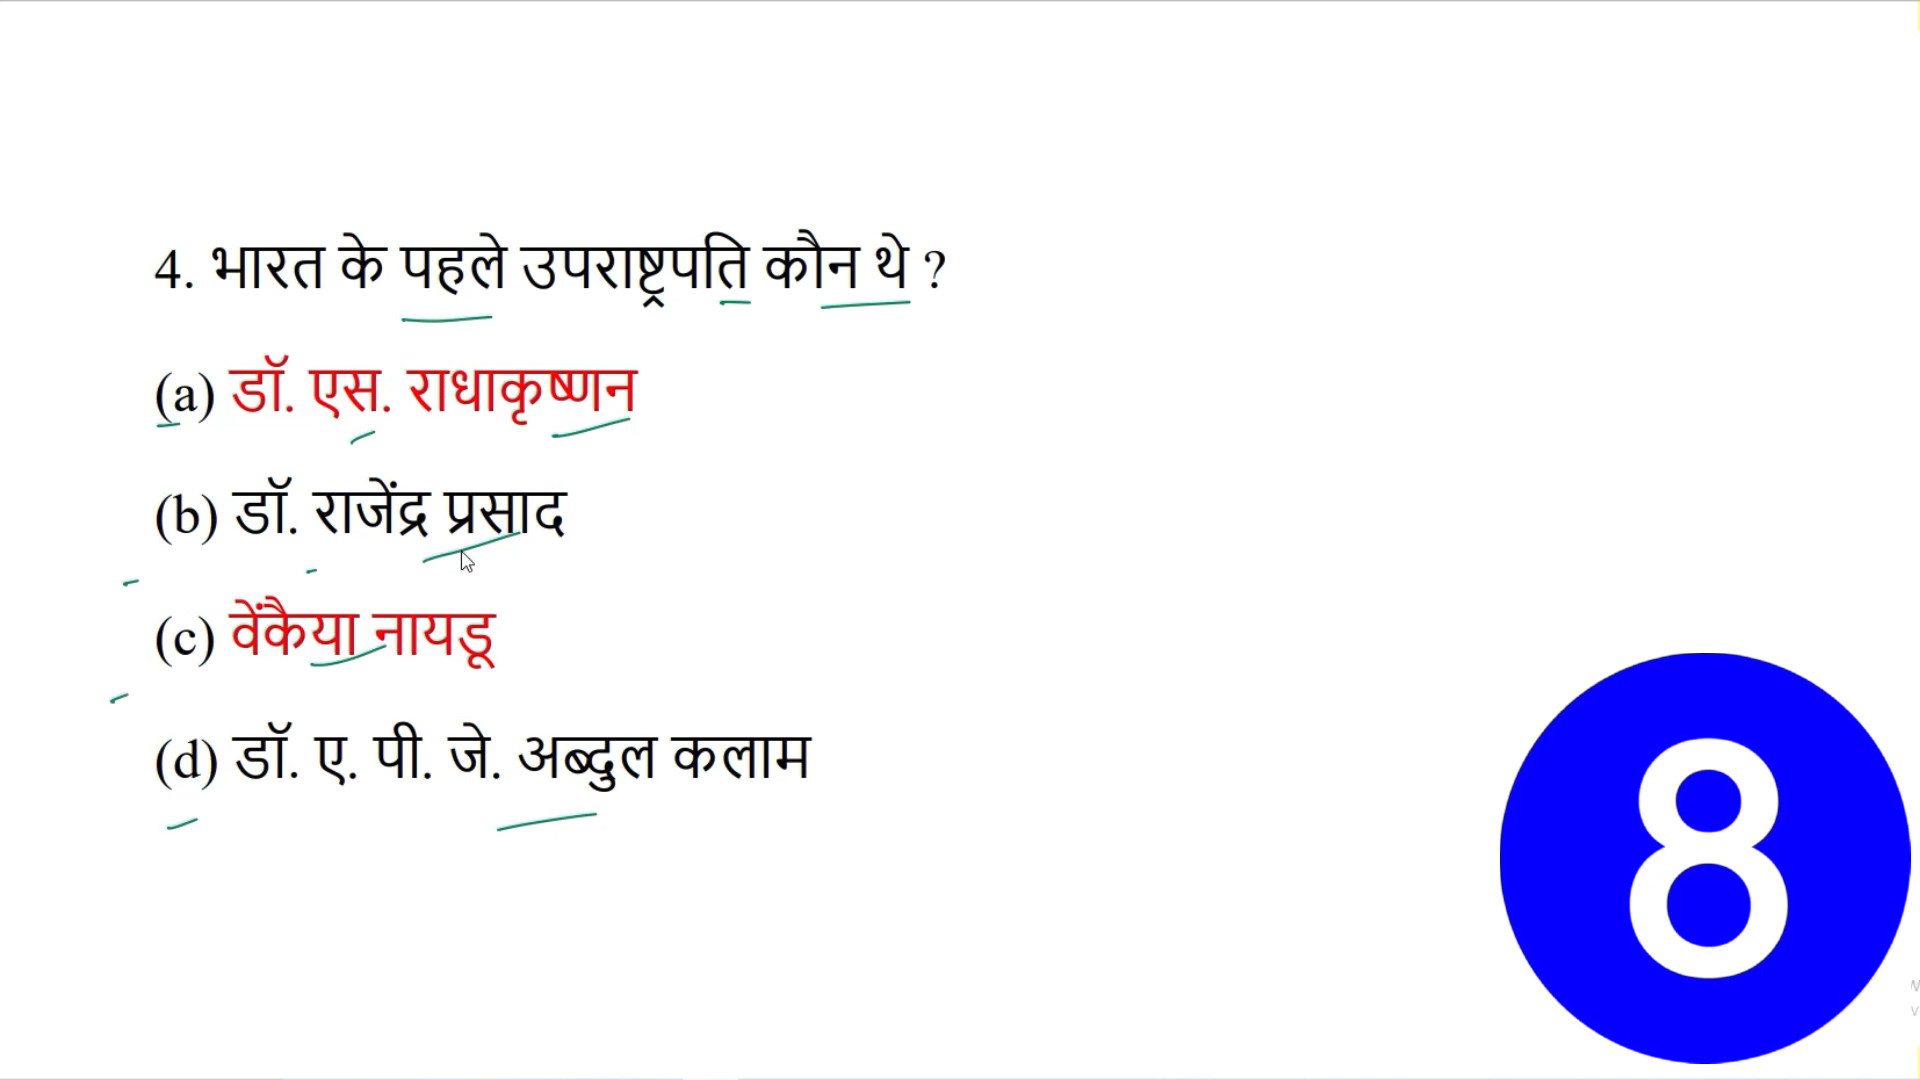 4. भारत के पहले उपराष्ट्रपति कौन थे ?
(a) डॉ. एस. राधाकृष्णन
(b) डॉ. राजेंद्र प्रसाद
(c) वेंकैया नायडू
(d) डॉ. ए. पी. जे. अब्दुल कलाम
8